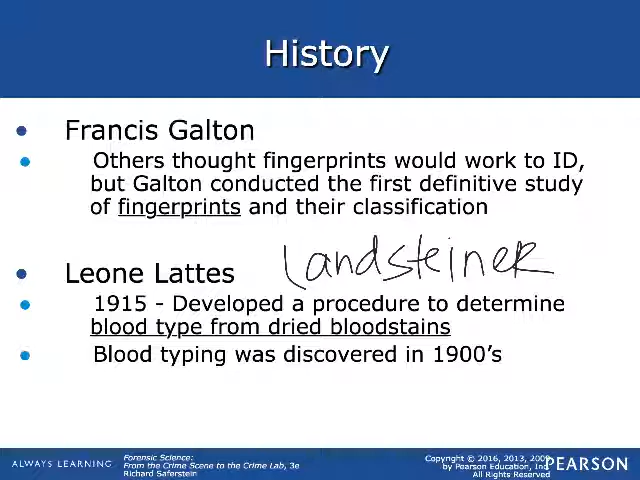 History
• Francis Galton
• Others thought fingerprints would work to ID,
but Galton conducted the first definitive study
of fingerprints and their classification
Landsteiner
• Leone Lattes
• 1915 - Developed a procedure to determine
blood type from dried bloodstains
• Blood typing was discovered in 1900's
ALWAYS LEARNING
Forensic Science:
From the Crime Scene to the Crime Lab, 3e
Richard Saferstein
Copyright © 2016, 2013, 2009
by Pearson Education, Inc.
All Rights Reserved
PEARSON